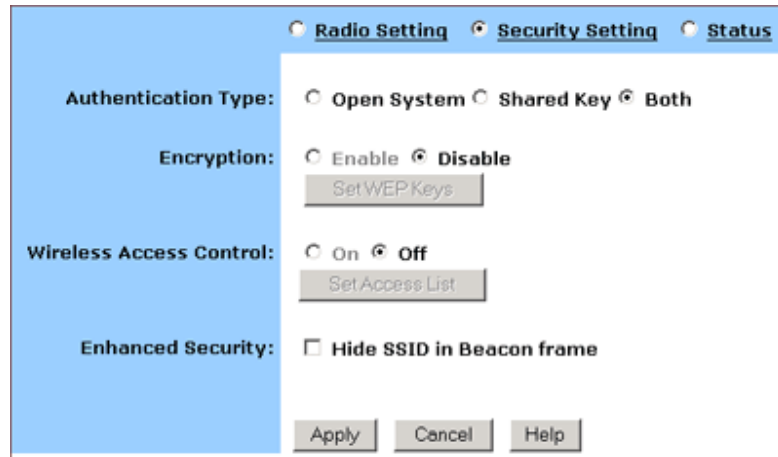 Radio Setting Security Setting Status
Authentication Type: Open System Shared Key Both
Encryption: Enable Disable
Set WEP Keys
Wireless Access Control: On Off
Set Access List
Enhanced Security: Hide SSID in Beacon frame
Apply Cancel Help